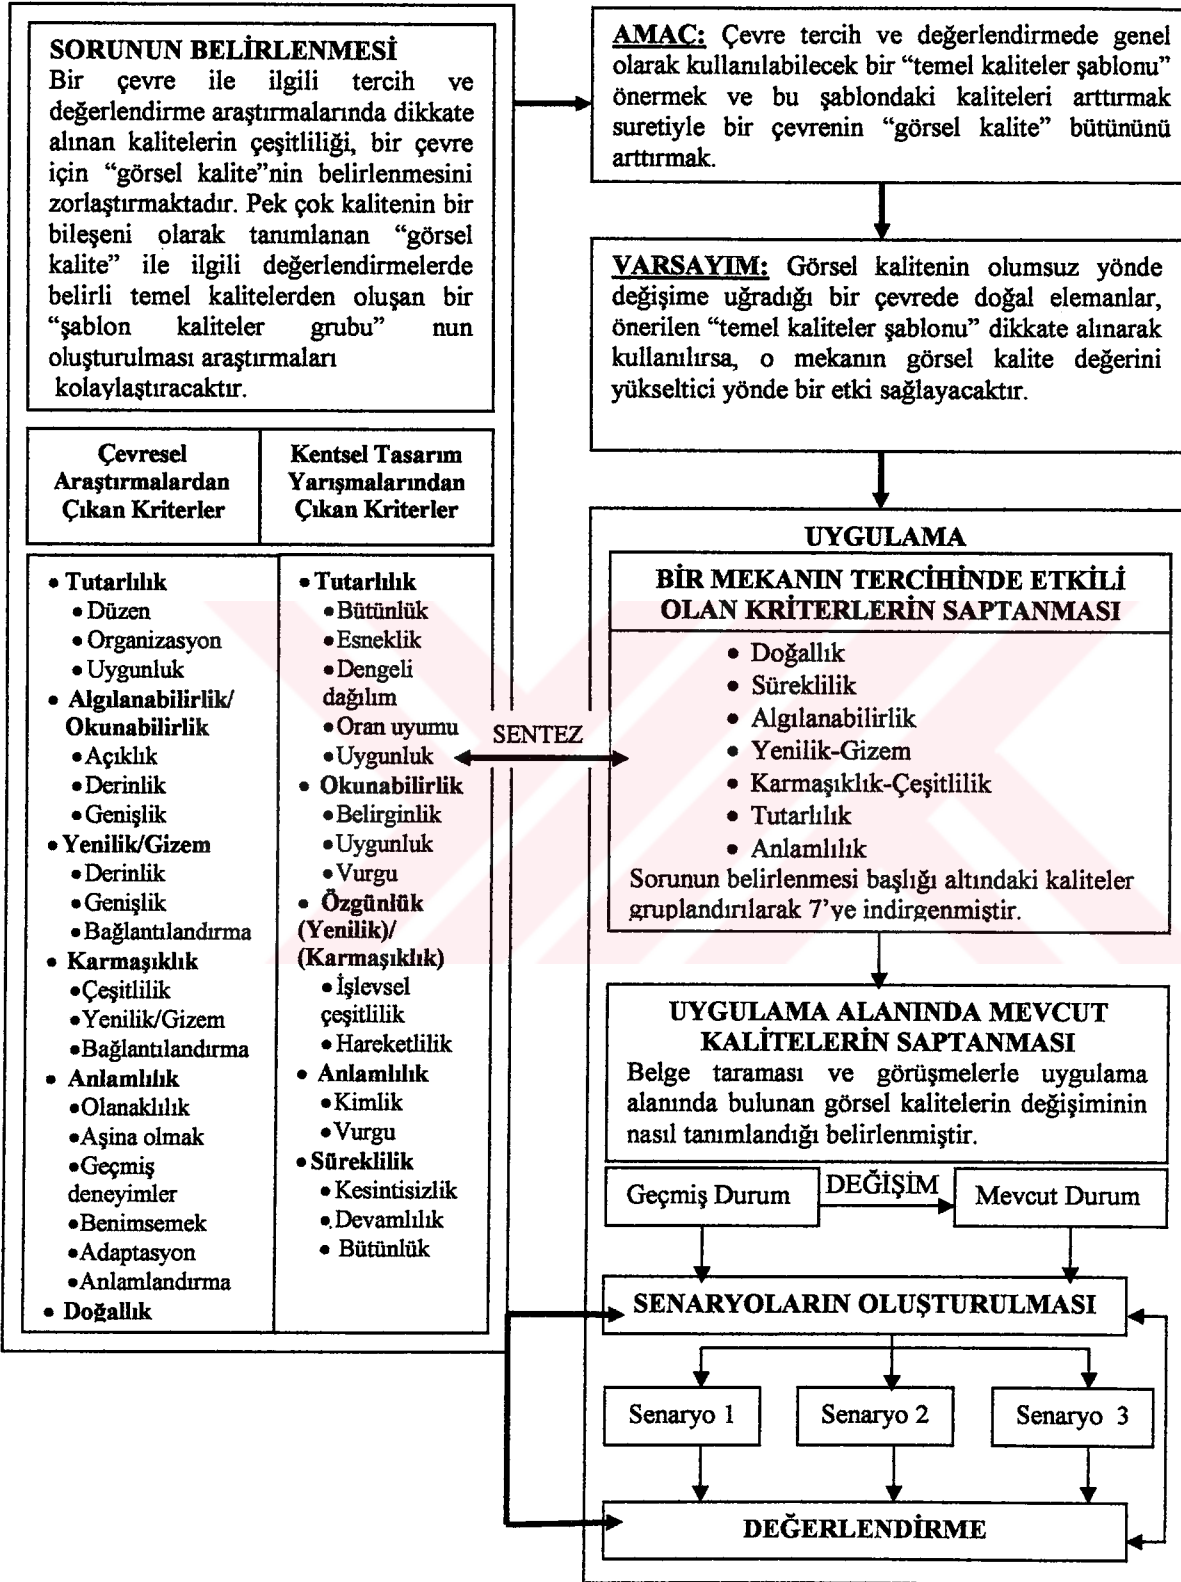 SORUNUN BELİRLENMESİ
Bir çevre ile ilgili tercih ve
değerlendirme araştırmalarında dikkate
alınan kalitelerin çeşitliliği, bir çevre
için “görsel kalite”nin belirlenmesini
zorlaştırmaktadır. Pek çok kalitenin bir
bileşeni olarak tanımlanan “görsel
kalite” ile ilgili değerlendirmelerde
belirli temel kalitelerden oluşan bir
“şablon kaliteler grubu” nun
oluşturulması araştırmaları
kolaylaştıracaktır.
Çevresel
Araştırmalardan
Çıkan Kriterler
Kentsel Tasarım
Yarışmalarından
Çıkan Kriterler
• Tutarlılık
• Düzen
• Organizasyon
• Uygunluk
• Algılanabilirlik/
Okunabilirlik
• Açıklık
• Derinlik
• Genişlik
• Yenilik/Gizem
• Derinlik
• Genişlik
• Bağlantılandırma
• Karmaşıklık
• Çeşitlilik
• Yenilik/Gizem
• Bağlantılandırma
• Anlamlılık
• Olanaklılık
• Aşina olmak
• Geçmiş
deneyimler
• Benimsemek
• Adaptasyon
• Anlamlandırma
• Doğallık
• Tutarlılık
• Bütünlük
• Esneklik
• Dengeli
dağılım
• Oran uyumu
• Uygunluk
• Okunabilirlik
• Belirginlik
• Uygunluk
• Vurgu
• Özgünlük
(Yenilik)/
(Karmaşıklık)
• İşlevsel
çeşitlilik
• Hareketlilik
• Anlamlılık
• Kimlik
• Vurgu
• Süreklilik
• Kesintisizlik
• Devamlılık
• Bütünlük
SENTEZ
AMAÇ: Çevre tercih ve değerlendirmede genel
olarak kullanılabilecek bir “temel kaliteler şablonu”
önermek ve bu şablondaki kaliteleri arttırmak
suretiyle bir çevrenin “görsel kalite” bütününü
arttırmak.
VARSAYIM: Görsel kalitenin olumsuz yönde
değişime uğradığı bir çevrede doğal elemanlar,
önerilen “temel kaliteler şablonu” dikkate alınarak
kullanılırsa, o mekanın görsel kalite değerini
yükseltici yönde bir etki sağlayacaktır.
UYGULAMA
BİR MEKANIN TERCİHİNDE ETKİLİ
OLAN KRİTERLERİN SAPTANMASI
• Doğallık
• Süreklilik
• Algılanabilirlik
• Yenilik-Gizem
• Karmaşıklık-Çeşitlilik
• Tutarlılık
• Anlamlılık
Sorunun belirlenmesi başlığı altındaki kaliteler
gruplandırılarak 7’ye indirgenmiştir.
UYGULAMA ALANINDA MEVCUT
KALİTELERİN SAPTANMASI
Belge taraması ve görüşmelerle uygulama
alanında bulunan görsel kalitelerin değişiminin
nasıl tanımlandığı belirlenmiştir.
Geçmiş Durum
DEĞİŞİM
Mevcut Durum
SENARYOLARIN OLUŞTURULMASI
Senaryo 1
Senaryo 2
Senaryo 3
DEĞERLENDİRME